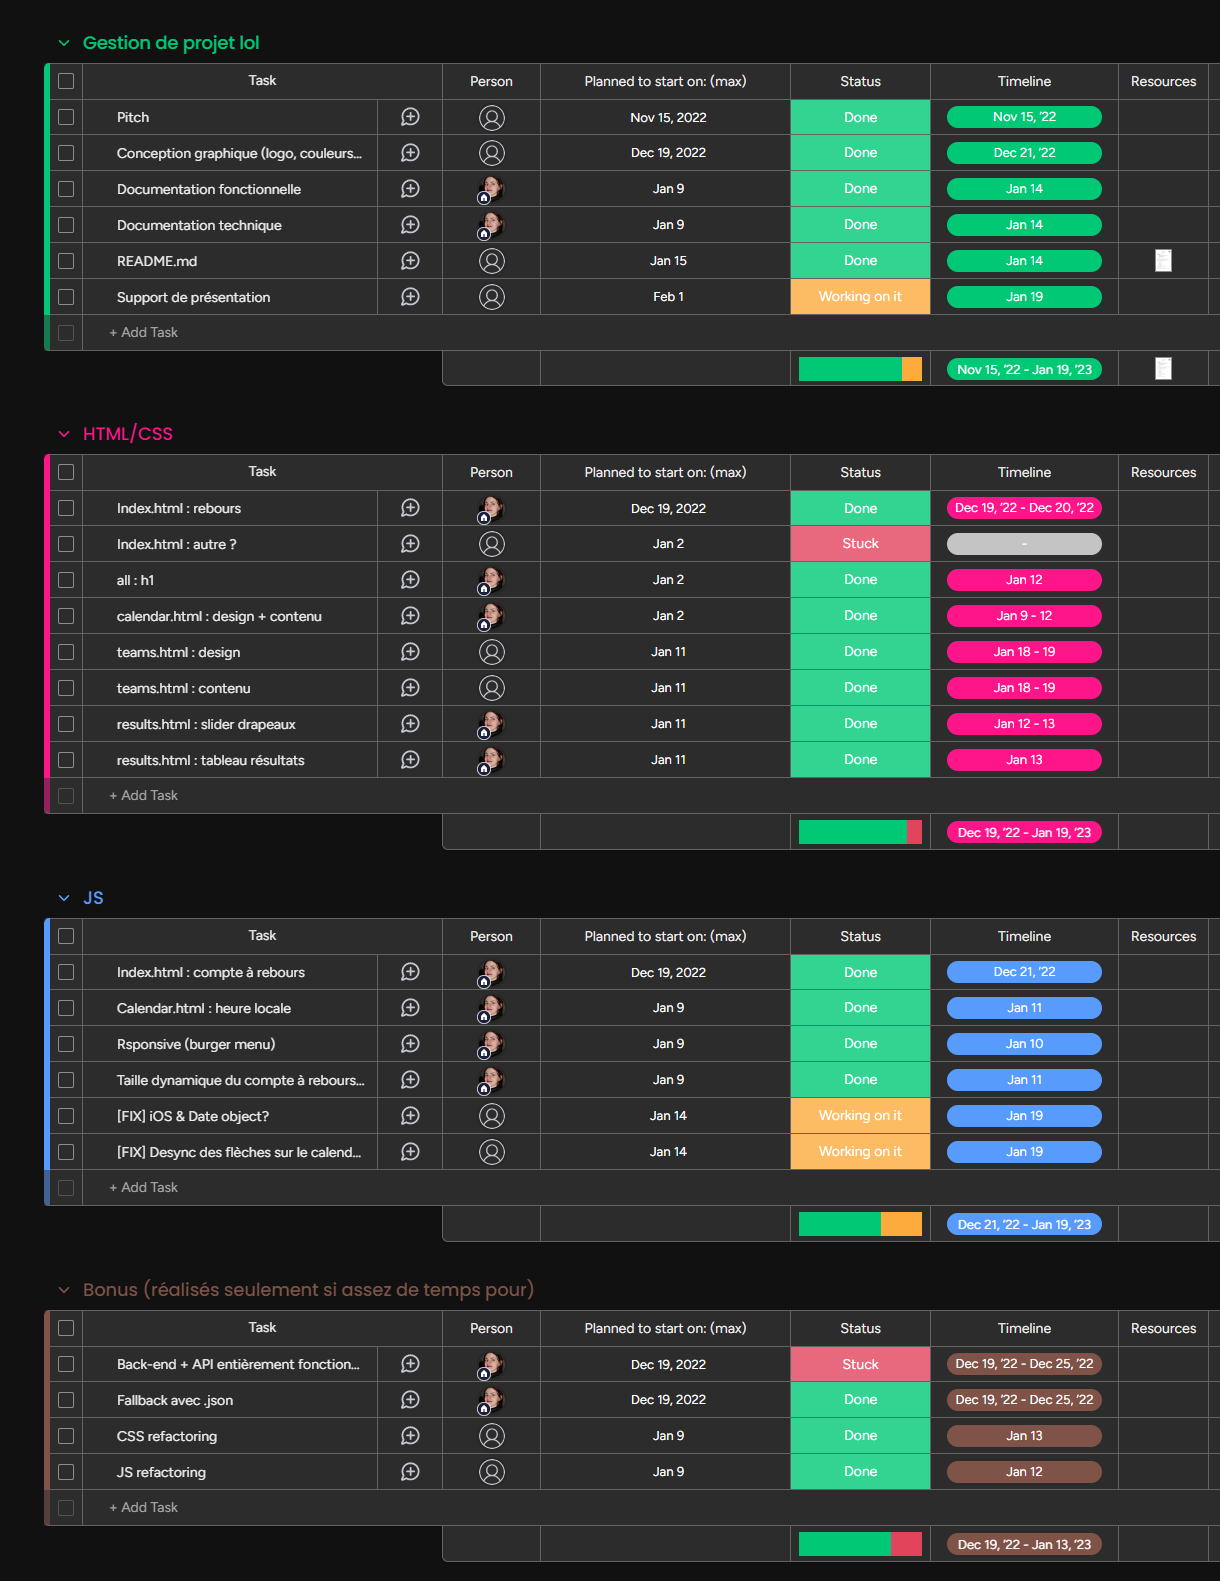 Gestion de projet lol
Task Person Planned to start on: (max) Status Timeline Resources
Pitch Nov 15, 2022 Done Nov 15, '22
Conception graphique (logo, couleurs... Dec 19, 2022 Done Dec 21, '22
Documentation fonctionnelle Jan 9 Done Jan 14
Documentation technique Jan 9 Done Jan 14
README.md Jan 15 Done Jan 14
Support de présentation Feb 1 Working on it Jan 19
+ Add Task
Nov 15, '22 - Jan 19, '23
HTML/CSS
Task Person Planned to start on: (max) Status Timeline Resources
Index.html : rebours Dec 19, 2022 Done Dec 19, '22 - Dec 20, '22
Index.html : autre ? Jan 2 Stuck -
all : h1 Jan 2 Done Jan 12
calendar.html : design + contenu Jan 2 Done Jan 9 - 12
teams.html : design Jan 11 Done Jan 18 - 19
teams.html : contenu Jan 11 Done Jan 18 - 19
results.html : slider drapeaux Jan 11 Done Jan 12 - 13
results.html : tableau résultats Jan 11 Done Jan 13
+ Add Task
Dec 19, '22 - Jan 19, '23
JS
Task Person Planned to start on: (max) Status Timeline Resources
Index.html : compte à rebours Dec 19, 2022 Done Dec 21, '22
Calendar.html : heure locale Jan 9 Done Jan 11
Rsponsive (burger menu) Jan 9 Done Jan 10
Taille dynamique du compte à rebours... Jan 9 Done Jan 11
[FIX] iOS & Date object? Jan 14 Working on it Jan 19
[FIX] Desync des flèches sur le calend... Jan 14 Working on it Jan 19
+ Add Task
Dec 21, '22 - Jan 19, '23
Bonus (réalisés seulement si assez de temps pour)
Task Person Planned to start on: (max) Status Timeline Resources
Back-end + API entièrement fonction... Dec 19, 2022 Stuck Dec 19, '22 - Dec 25, '22
Fallback avec .json Dec 19, 2022 Done Dec 19, '22 - Dec 25, '22
CSS refactoring Jan 9 Done Jan 13
JS refactoring Jan 9 Done Jan 12
+ Add Task
Dec 19, '22 - Jan 13, '23